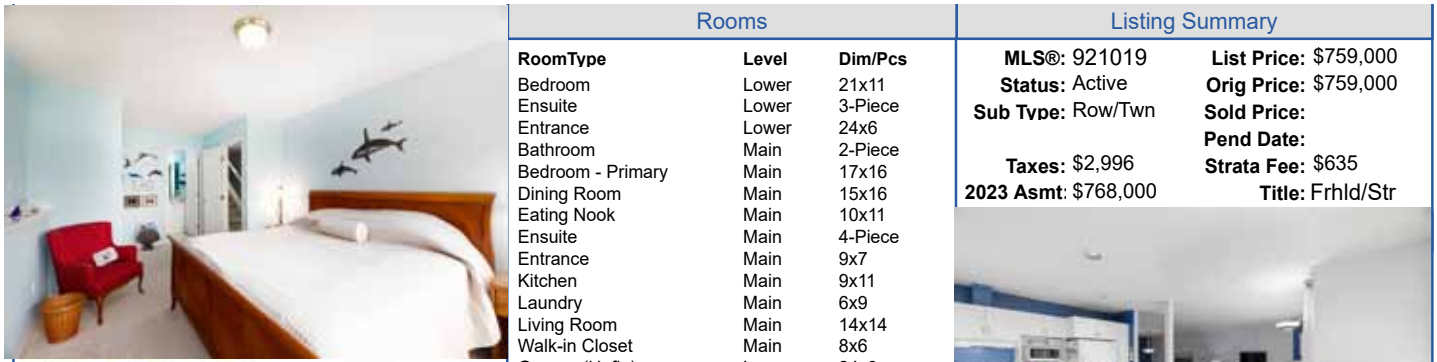 Rooms
RoomType Level Dim/Pcs
Bedroom Lower 21x11
Ensuite Lower 3-Piece
Entrance Lower 24x6
Bathroom Main 2-Piece
Bedroom - Primary Main 17x16
Dining Room Main 15x16
Eating Nook Main 10x11
Ensuite Main 4-Piece
Entrance Main 9x7
Kitchen Main 9x11
Laundry Main 6x9
Living Room Main 14x14
Walk-in Closet Main 8x6
Listing Summary
MLS®: 921019 List Price: $759,000
Status: Active Orig Price: $759,000
Sub Type: Row/Twn Sold Price:
Pend Date:
Taxes: $2,996 Strata Fee: $635
2023 Asmt: $768,000 Title: Frhld/Str